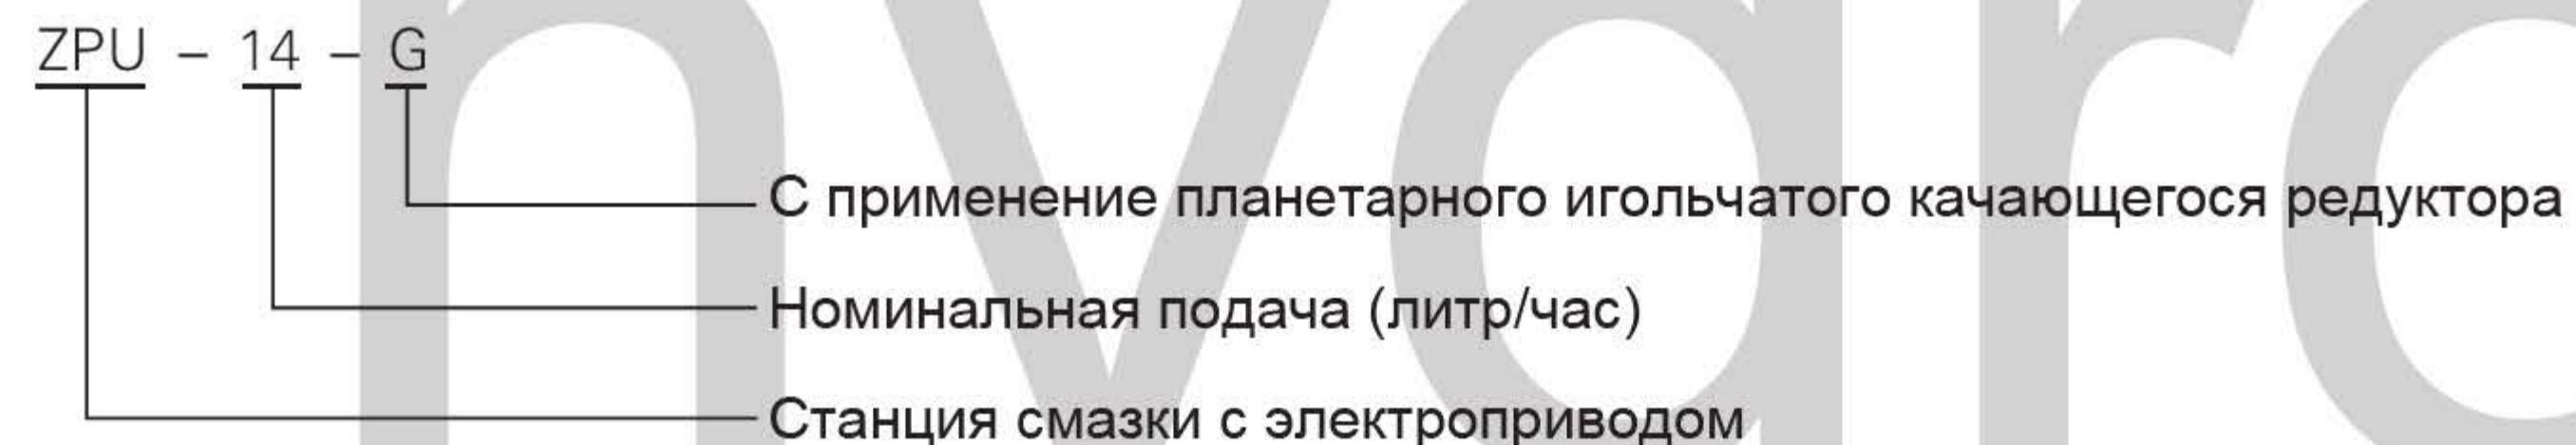 ZPU – 14 – G
С применение планетарного игольчатого качающегося редуктора
Номинальная подача (литр/час)
Станция смазки с электроприводом